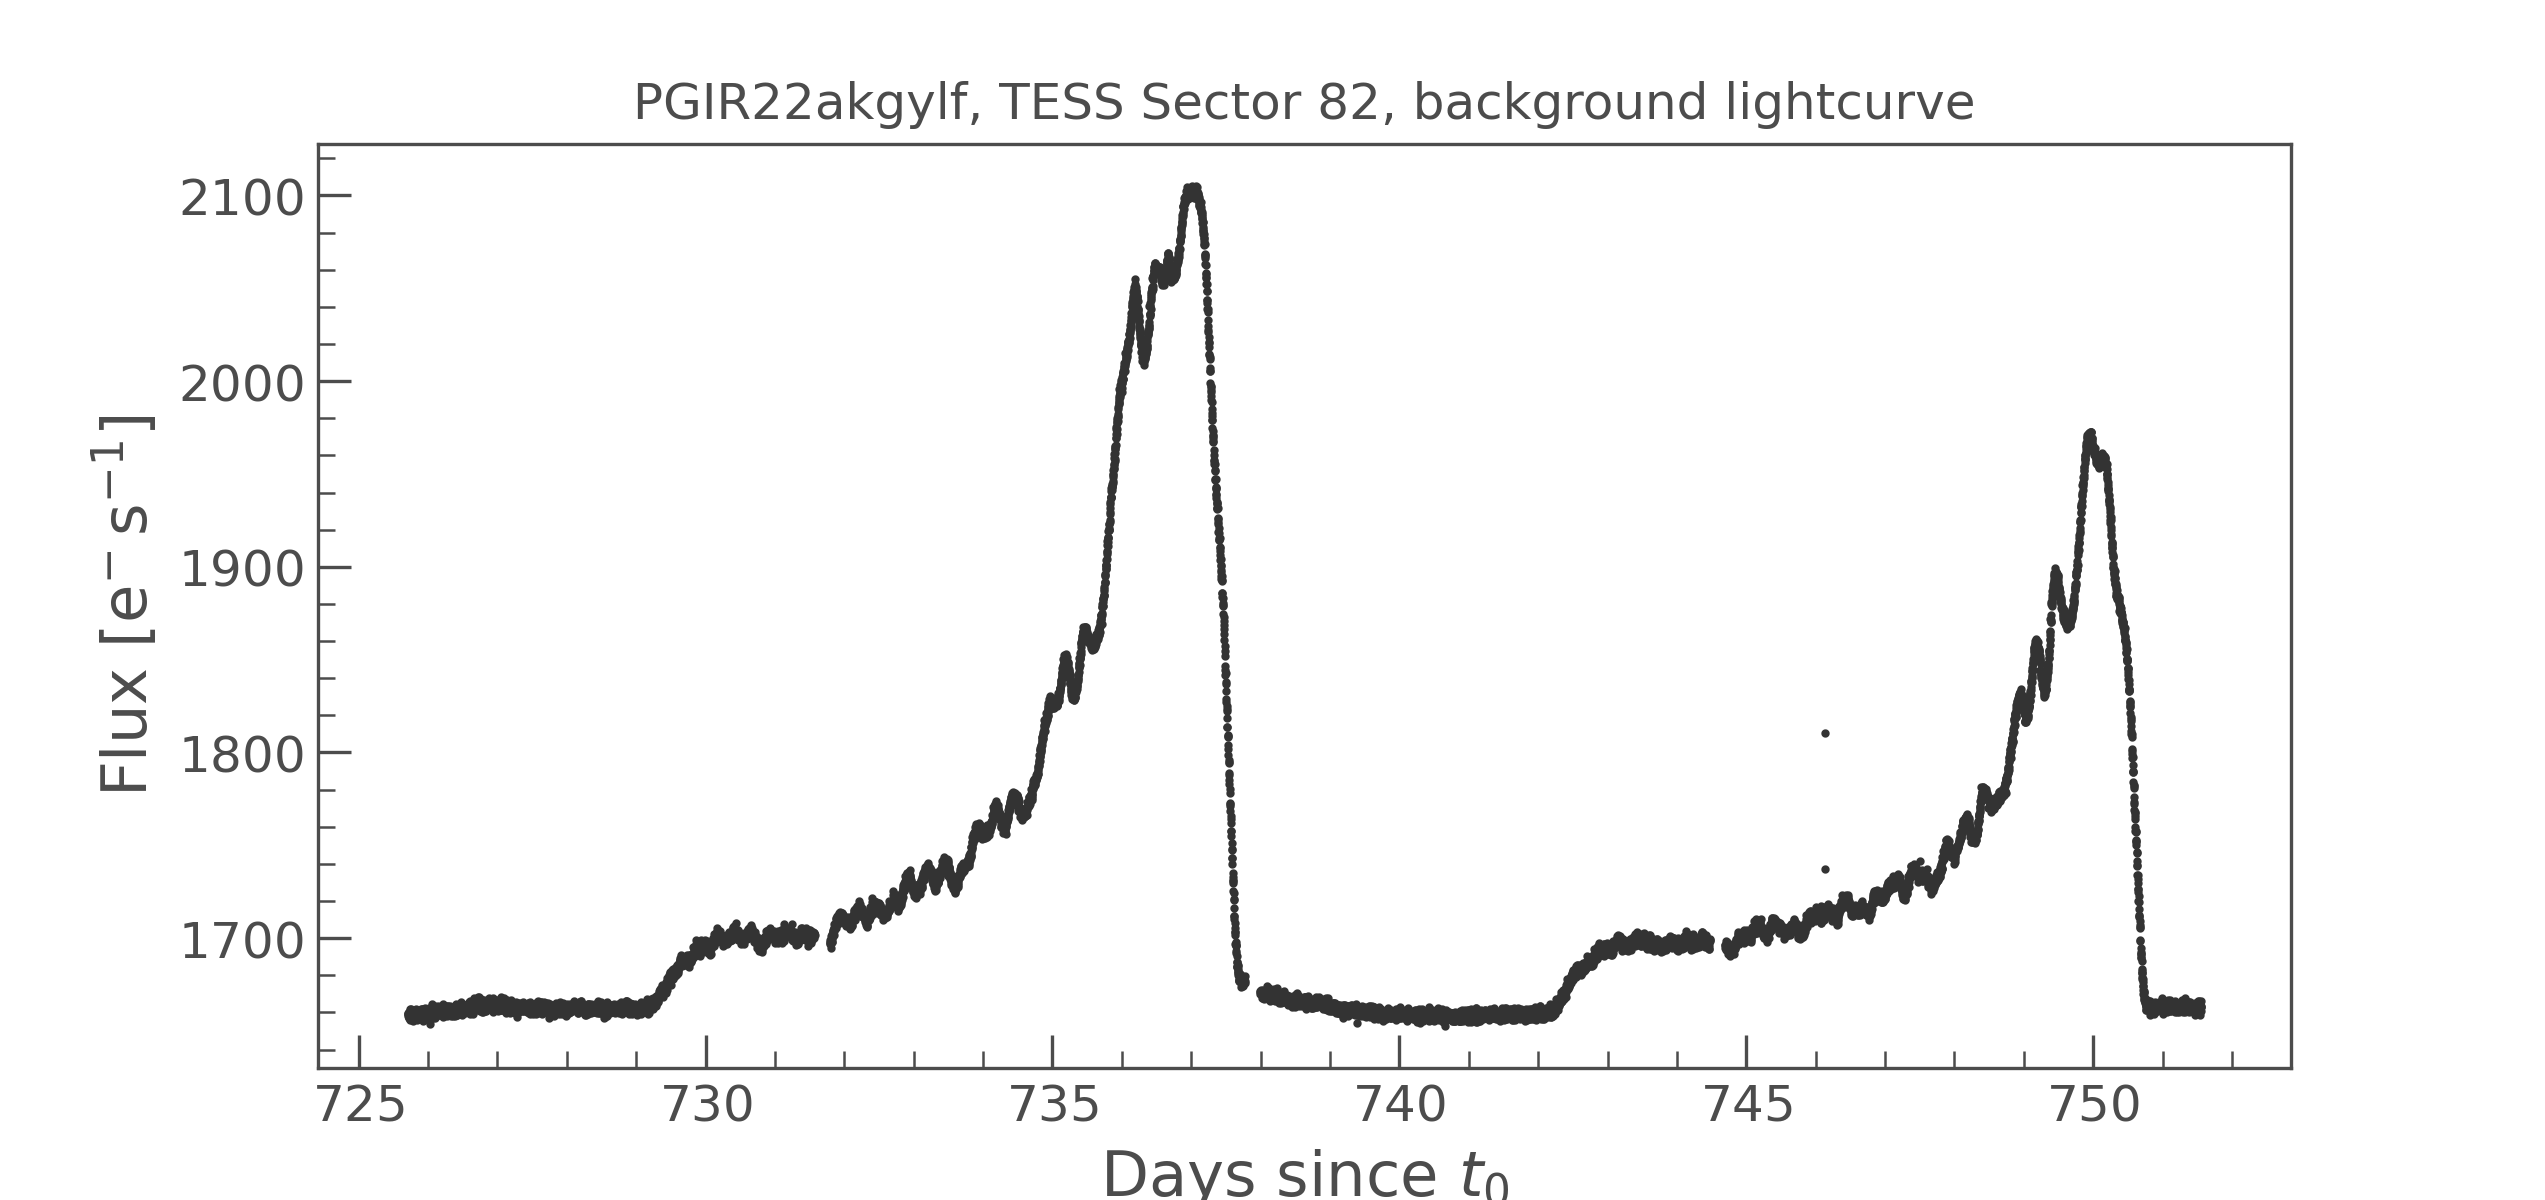 PGIR22akgylf, TESS Sector 82, background lightcurve
Flux [e⁻ s⁻¹]
2100
2000
1900
1800
1700
725 730 735 740 745 750
Days since t₀